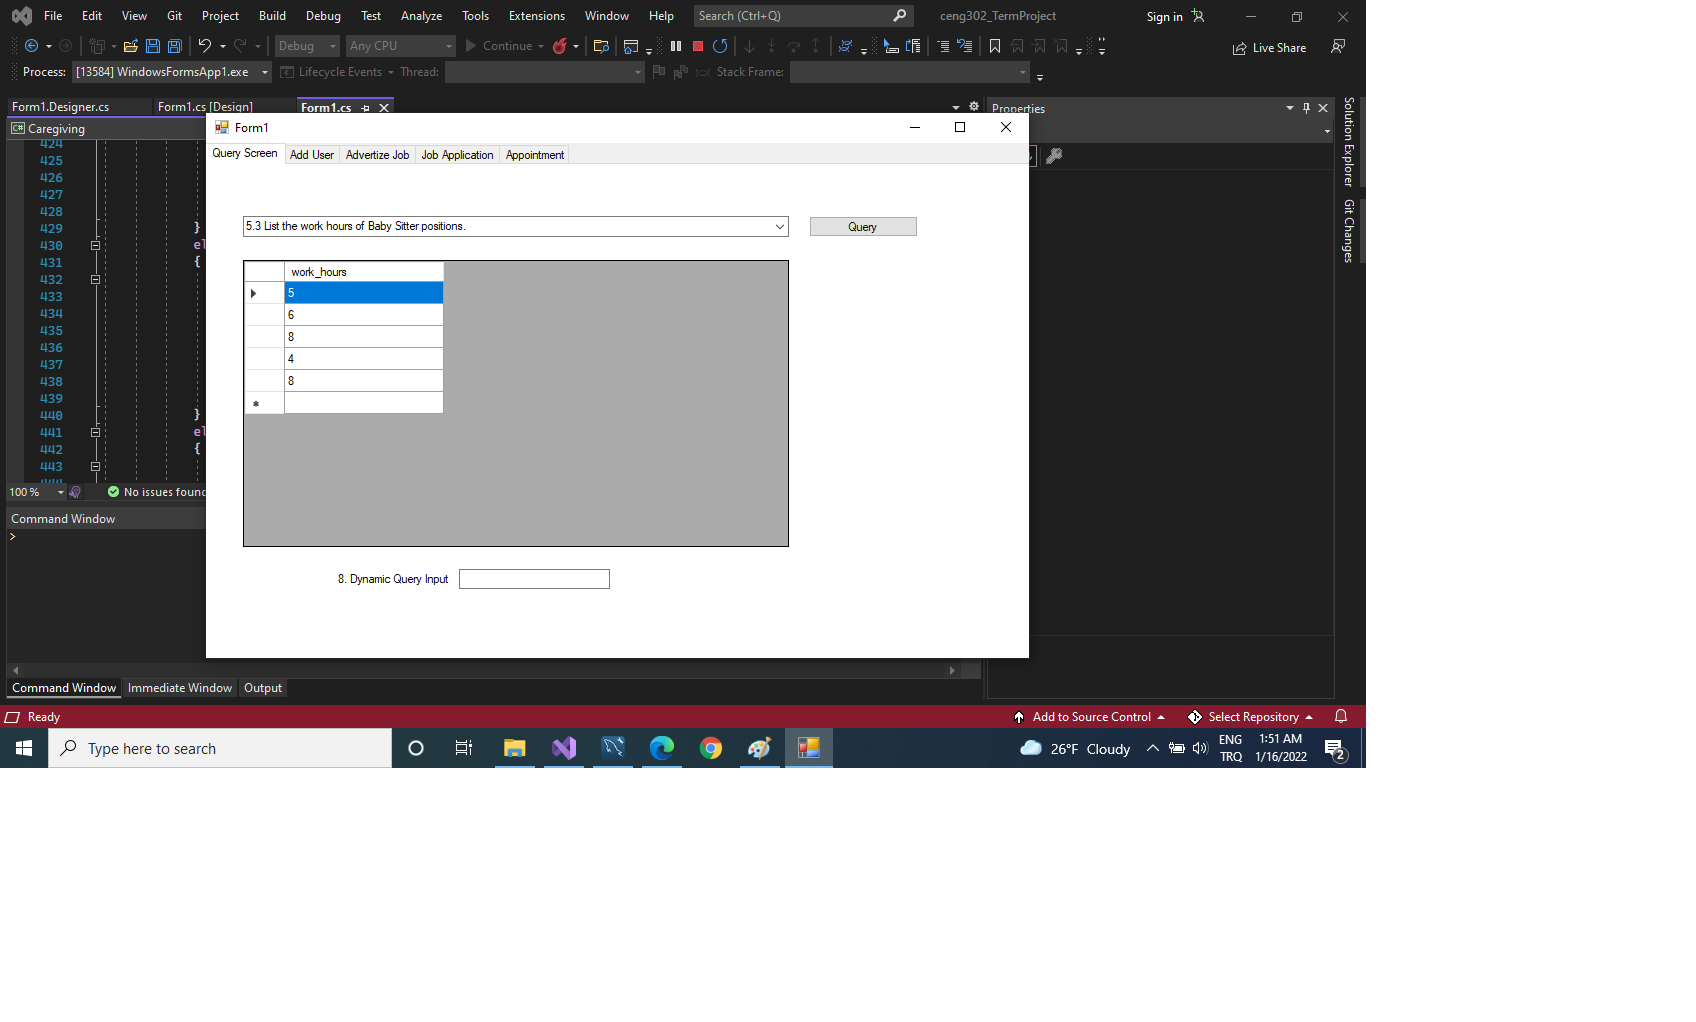 File Edit View Git Project Build Debug Test Analyze Tools Extensions Window Help Search (Ctrl+Q) ceng302_TermProject Sign in
Debug Any CPU Continue Live Share
Process: [13584] WindowsFormsApp1.exe Lifecycle Events Thread: Stack Frame:
Form1.Designer.cs Form1.cs [Design] Form1.cs Properties
Caregiving
Form1
Query Screen Add User Advertize Job Job Application Appointment
5.3 List the work hours of Baby Sitter positions. Query
work_hours
5
6
8
4
8
8. Dynamic Query Input
424
425
426
427
428
429 }
430 el
431 {
432
433
434
435
436
437
438
439
440 }
441 el
442 {
443
100 % No issues found
Command Window
>
Command Window Immediate Window Output
Solution Explorer
Git Changes
Ready Add to Source Control Select Repository
Type here to search 26°F Cloudy ENG 1:51 AM
TRQ 1/16/2022 2